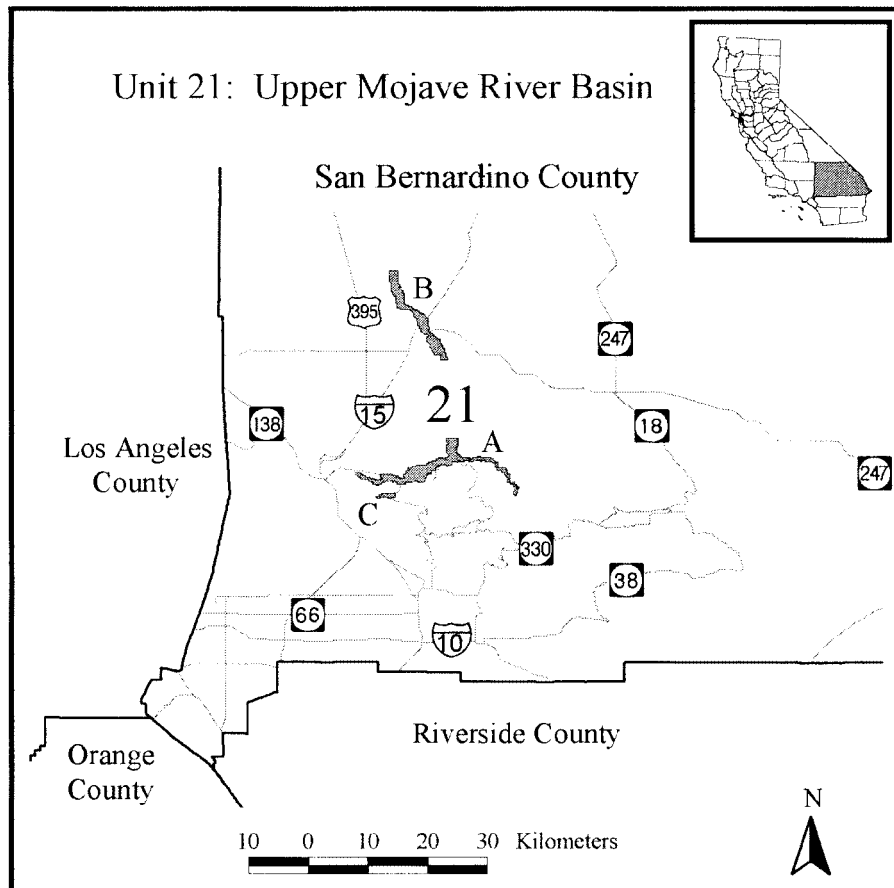 Unit 21: Upper Mojave River Basin
San Bernardino County
B
395
247
21
15
138
18
A
Los Angeles
County
247
C
330
38
66
10
Riverside County
Orange
County
N
10 0 10 20 30 Kilometers